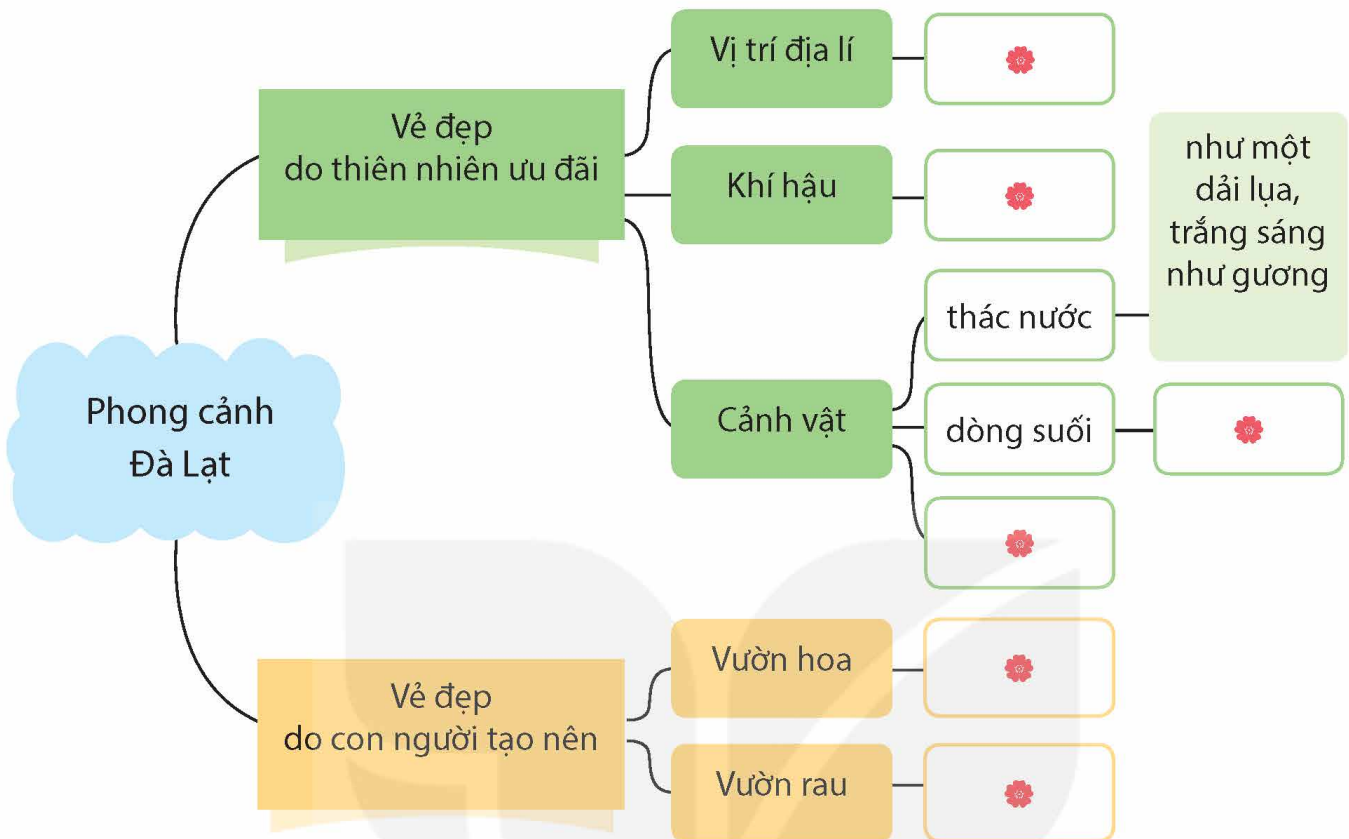 Phong cảnh
Đà Lạt
Vẻ đẹp
do thiên nhiên ưu đãi
Vị trí địa lí
Khí hậu
Cảnh vật
thác nước
như một
dải lụa,
trắng sáng
như gương
dòng suối
Vẻ đẹp
do con người tạo nên
Vườn hoa
Vườn rau